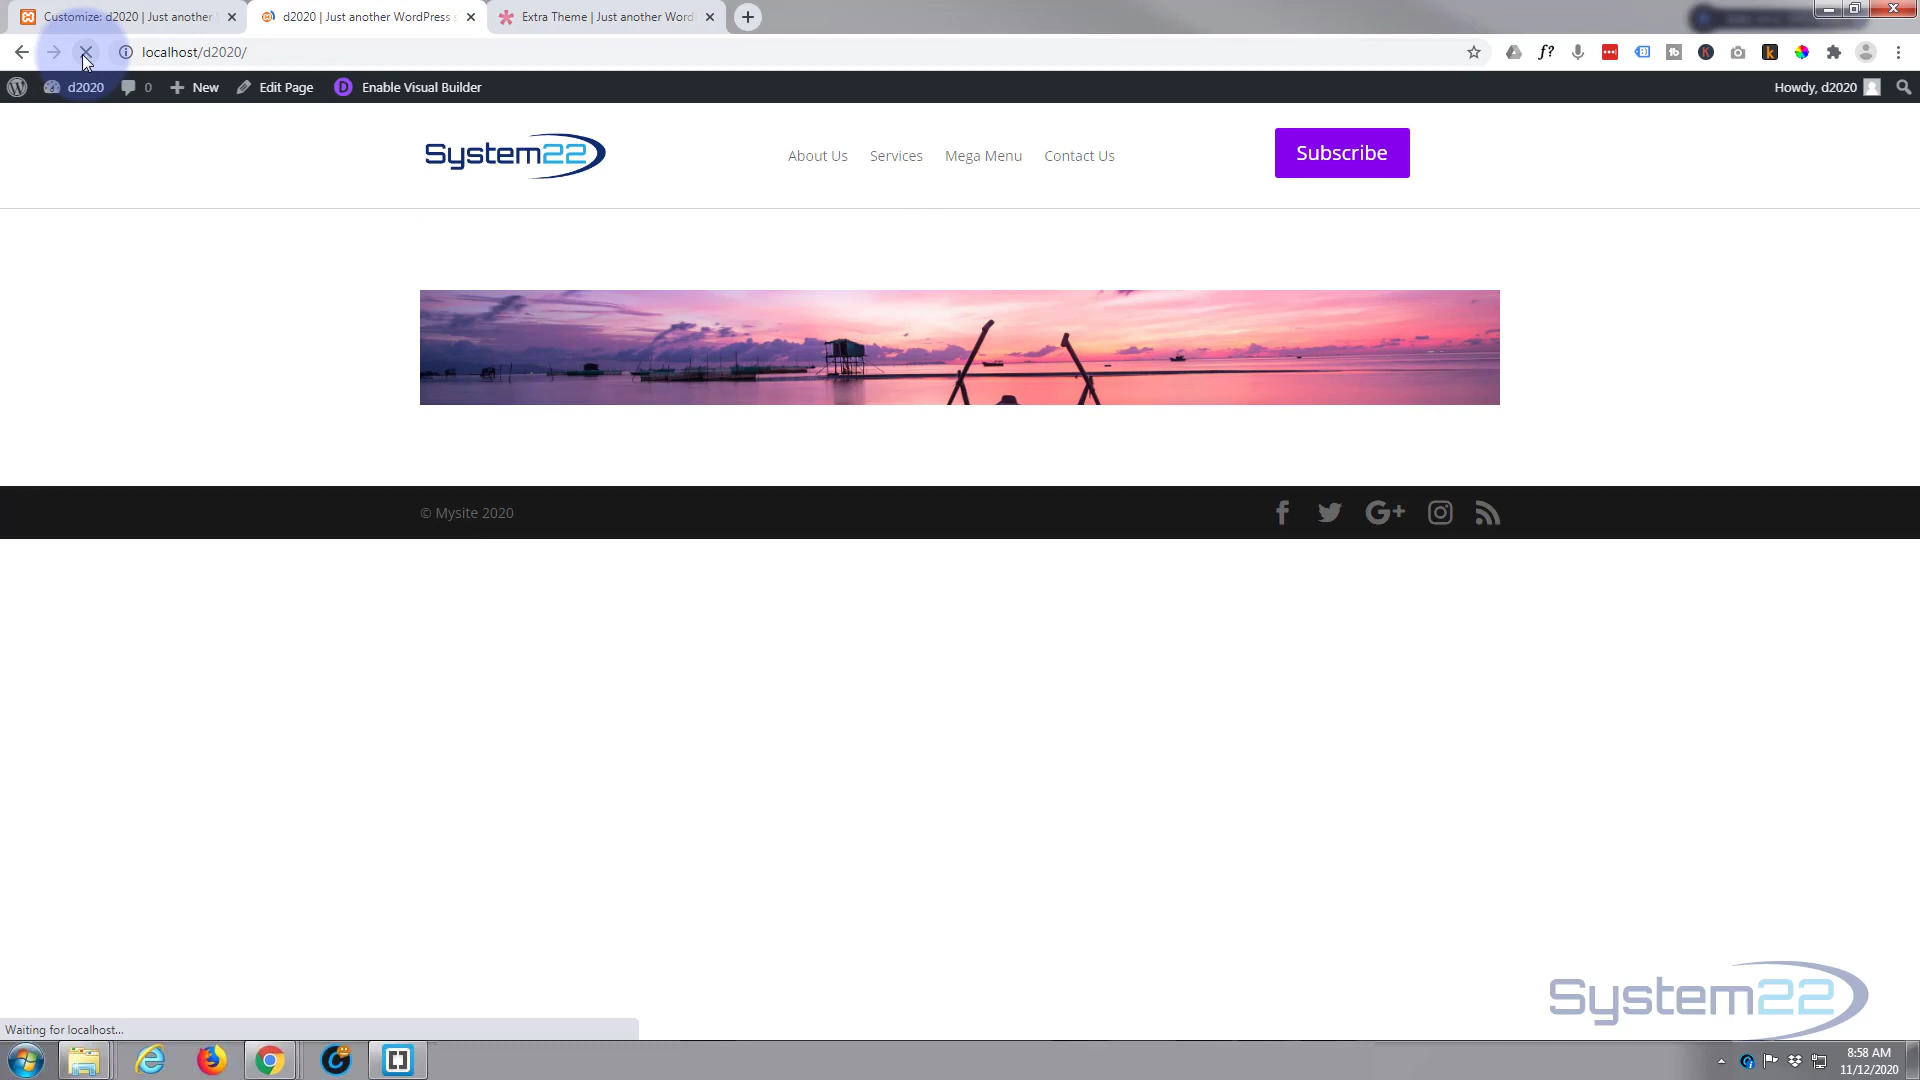 Customize: d2020 | Just another
d2020 | Just another WordPress
Extra Theme | Just another Word
localhost/d2020/
f?
tb
K
k
d2020
0
New
Edit Page
D
Enable Visual Builder
Howdy, d2020
System22
About Us
Services
Mega Menu
Contact Us
Subscribe
© Mysite 2020
G+
System22
Waiting for localhost...
8:58 AM
11/12/2020